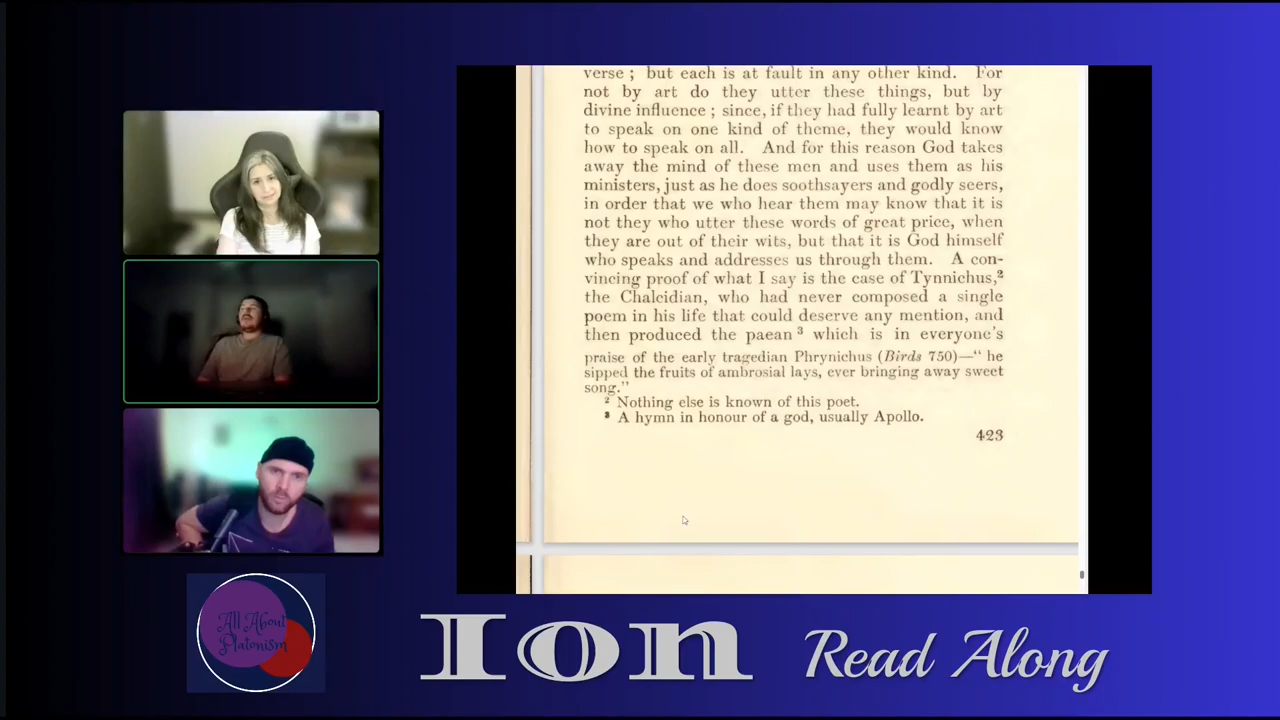 verse ; but each is at fault in any other kind. For
not by art do they utter these things, but by
divine influence ; since, if they had fully learnt by art
to speak on one kind of theme, they would know
how to speak on all. And for this reason God takes
away the mind of these men and uses them as his
ministers, just as he does soothsayers and godly seers,
in order that we who hear them may know that it is
not they who utter these words of great price, when
they are out of their wits, but that it is God himself
who speaks and addresses us through them. A con-
vincing proof of what I say is the case of Tynnichus,²
the Chalcidian, who had never composed a single
poem in his life that could deserve any mention, and
then produced the paean ³ which is in everyone's
praise of the early tragedian Phrynichus (Birds 750)—“ he
sipped the fruits of ambrosial lays, ever bringing away sweet
song.”
² Nothing else is known of this poet.
³ A hymn in honour of a god, usually Apollo.
423
All About
Platonism
Ion Read Along